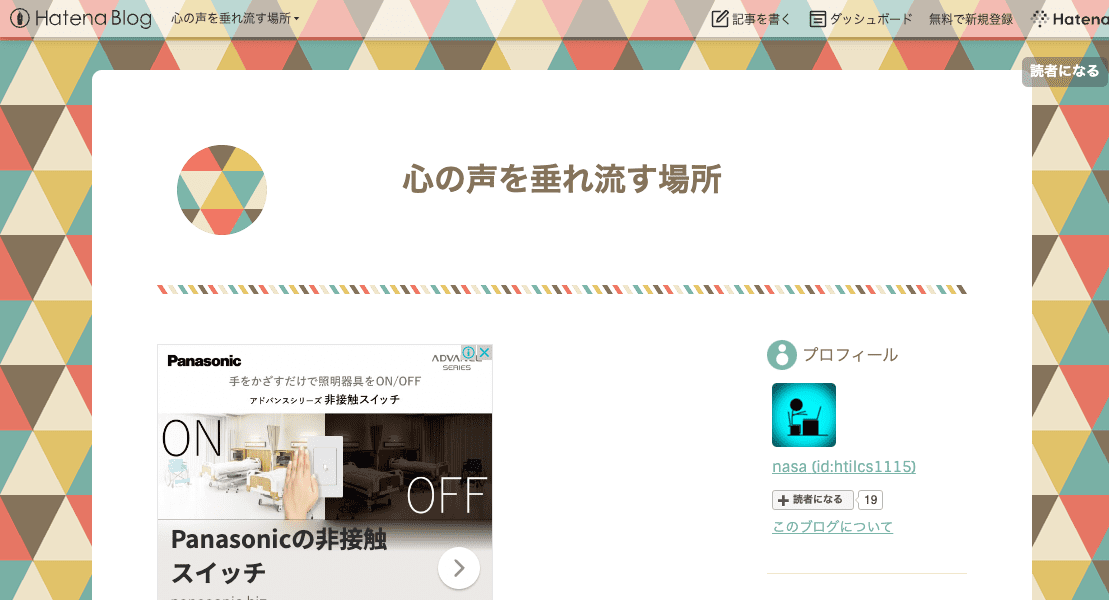 Hatena Blog
心の声を垂れ流す場所
記事を書く
ダッシュボード
無料で新規登録
Hatena
読者になる
心の声を垂れ流す場所
Panasonic
ADVANCE
SERIES
手をかざすだけで照明器具をON/OFF
アドバンスシリーズ 非接触スイッチ
ON
OFF
Panasonicの非接触
スイッチ
プロフィール
nasa (id:htilcs1115)
読者になる
19
このブログについて